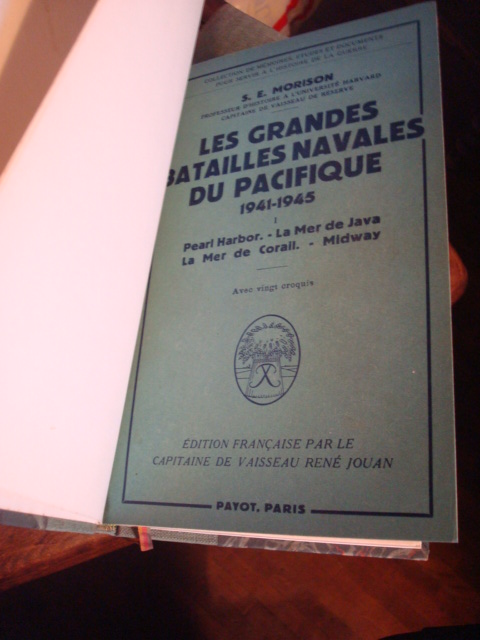 COLLECTION DE MÉMOIRES, ÉTUDES ET DOCUMENTS
POUR SERVIR A L'HISTOIRE DE LA GUERRE
S. E. MORISON
PROFESSEUR D'HISTOIRE A L'UNIVERSITÉ HARVARD
CAPITAINE DE VAISSEAU DE RÉSERVE
LES GRANDES
BATAILLES NAVALES
DU PACIFIQUE
1941-1945
I
Pearl Harbor. - La Mer de Java
La Mer de Corail. - Midway
Avec vingt croquis
ÉDITION FRANÇAISE PAR LE
CAPITAINE DE VAISSEAU RENÉ JOUAN
PAYOT, PARIS